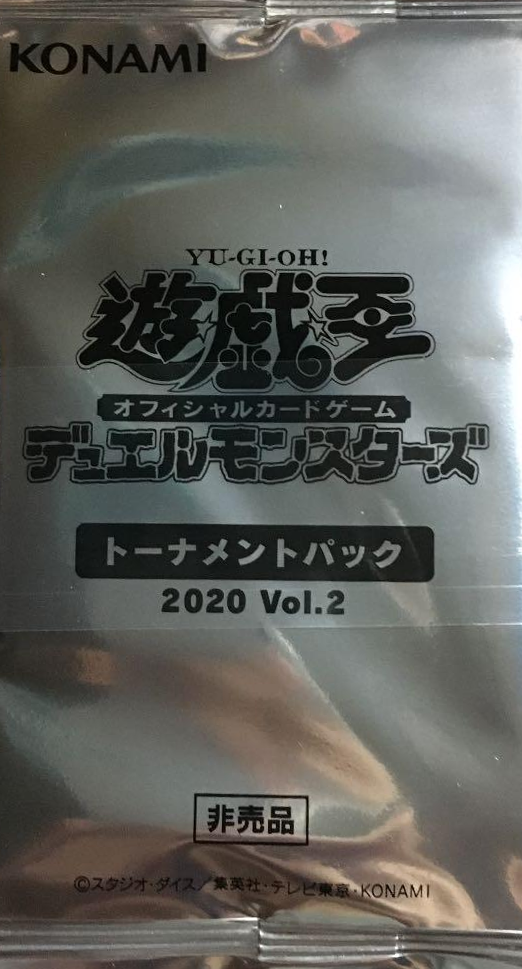 KONAMI
YU-GI-OH!
遊☆戯☆王
オフィシャルカードゲーム
デュエルモンスターズ
トーナメントパック
2020 Vol.2
非売品
©スタジオ・ダイス/集英社・テレビ東京・KONAMI